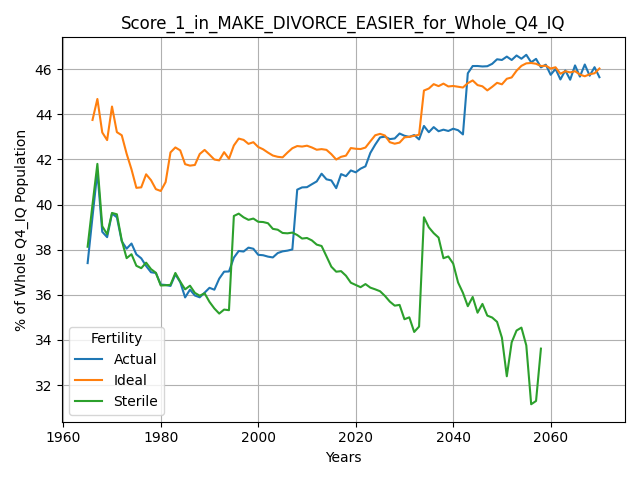 Score_1_in_MAKE_DIVORCE_EASIER_for_Whole_Q4_IQ
% of Whole Q4_IQ Population
46
44
42
40
38
36
34
32
Fertility
Actual
Ideal
Sterile
1960 1980 2000 2020 2040 2060
Years